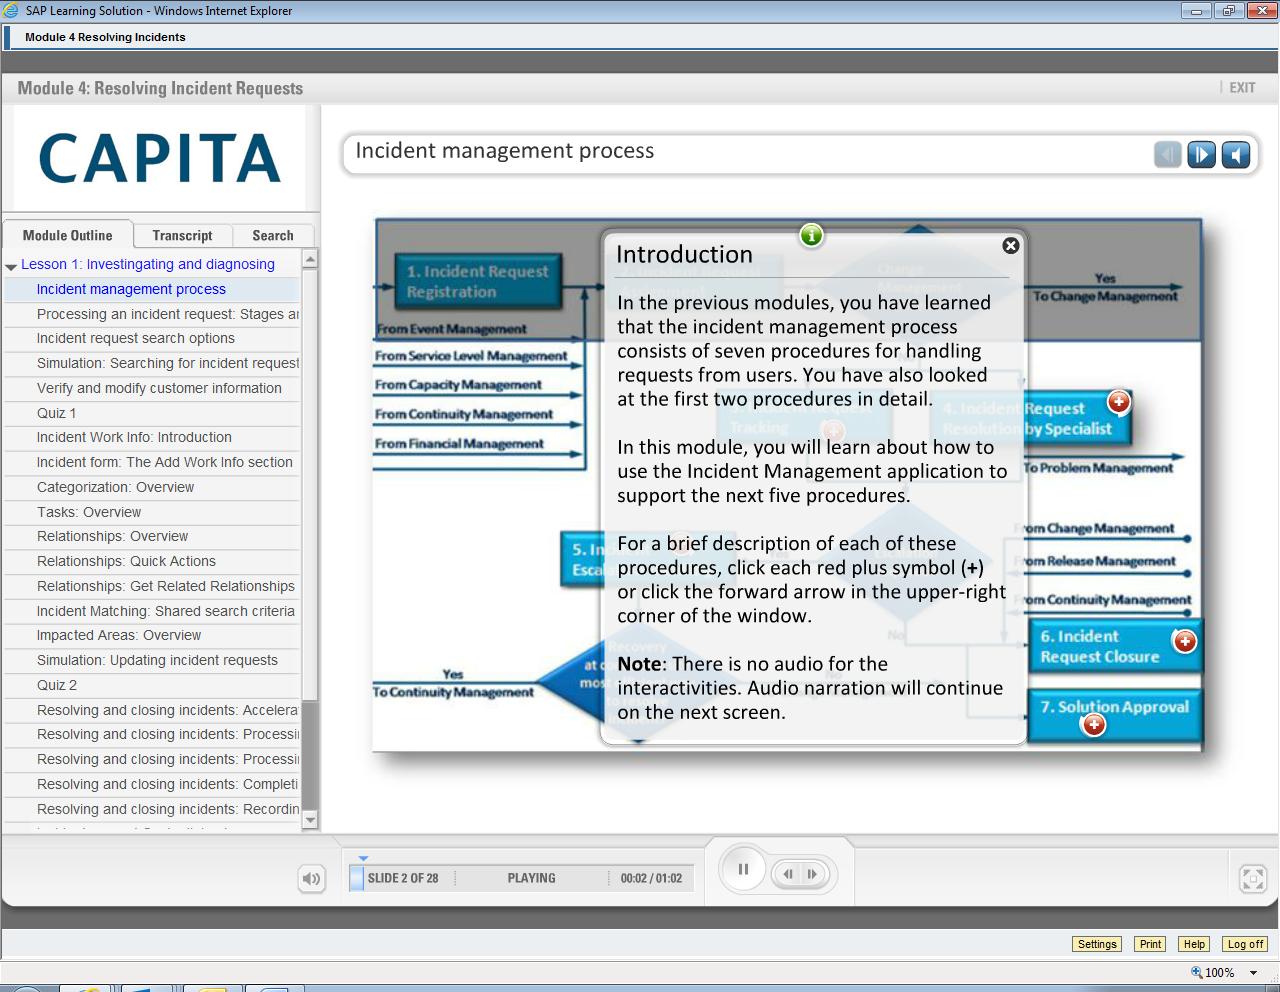 SAP Learning Solution - Windows Internet Explorer
Module 4 Resolving Incidents
Module 4: Resolving Incident Requests
EXIT
CAPITA
Module Outline
Transcript
Search
Lesson 1: Investingating and diagnosing
Incident management process
Processing an incident request: Stages an
Incident request search options
Simulation: Searching for incident request
Verify and modify customer information
Quiz 1
Incident Work Info: Introduction
Incident form: The Add Work Info section
Categorization: Overview
Tasks: Overview
Relationships: Overview
Relationships: Quick Actions
Relationships: Get Related Relationships
Incident Matching: Shared search criteria
Impacted Areas: Overview
Simulation: Updating incident requests
Quiz 2
Resolving and closing incidents: Accelera
Resolving and closing incidents: Processi
Resolving and closing incidents: Processi
Resolving and closing incidents: Completi
Resolving and closing incidents: Recordin
Incident management process
1. Incident Request
Registration
From Event Management
From Service Level Management
From Capacity Management
From Continuity Management
From Financial Management
Yes
To Change Management
3. Incident Request
Tracking
4. Incident Request
Resolution by Specialist
To Problem Management
From Change Management
From Release Management
From Continuity Management
No
6. Incident
Request Closure
7. Solution Approval
Yes
To Continuity Management
Recovery
Introduction
In the previous modules, you have learned
that the incident management process
consists of seven procedures for handling
requests from users. You have also looked
at the first two procedures in detail.
In this module, you will learn about how to
use the Incident Management application to
support the next five procedures.
For a brief description of each of these
procedures, click each red plus symbol (+)
or click the forward arrow in the upper-right
corner of the window.
Note: There is no audio for the
interactivities. Audio narration will continue
on the next screen.
SLIDE 2 OF 28
PLAYING
00:02 / 01:02
Settings
Print
Help
Log off
100%